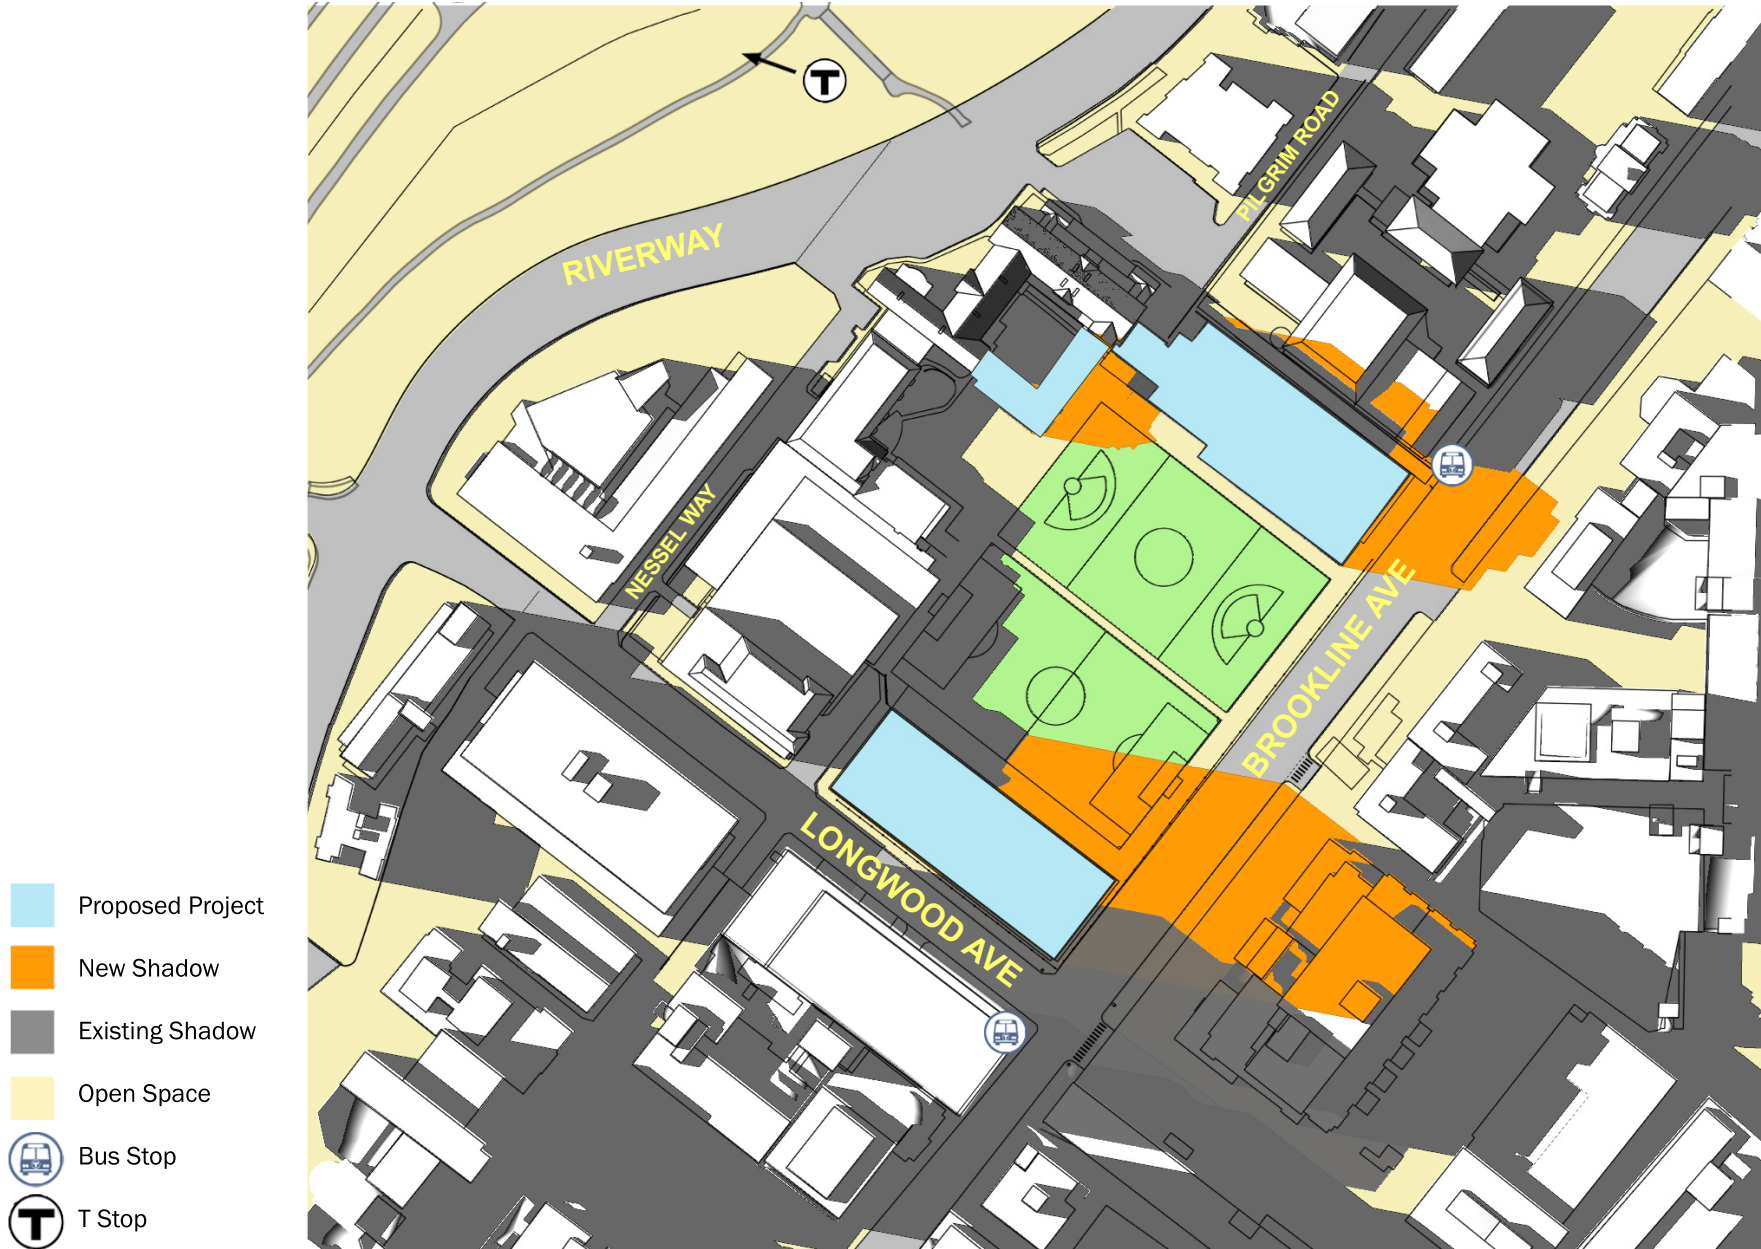 T
PILGRIM ROAD
RIVERWAY
NESSEL WAY
BROOKLINE AVE
LONGWOOD AVE
Proposed Project
New Shadow
Existing Shadow
Open Space
Bus Stop
T
T Stop